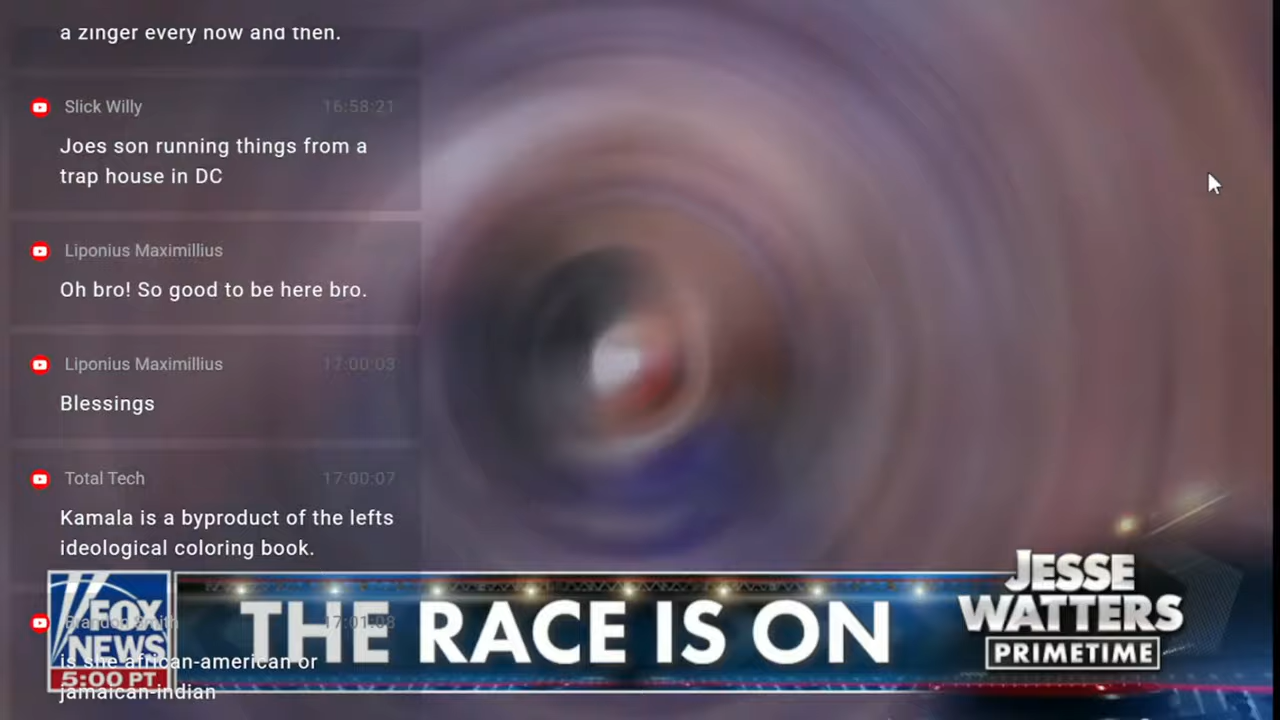 a zinger every now and then.
Slick Willy 16:58:21
Joes son running things from a
trap house in DC
Liponius Maximillius
Oh bro! So good to be here bro.
Liponius Maximillius 17:00:03
Blessings
Total Tech 17:00:07
Kamala is a byproduct of the lefts
ideological coloring book.
Brandon Smith 17:01:08
is she african-american or
jamaican-indian
FOX
NEWS
5:00 PT
THE RACE IS ON
JESSE
WATTERS
PRIMETIME